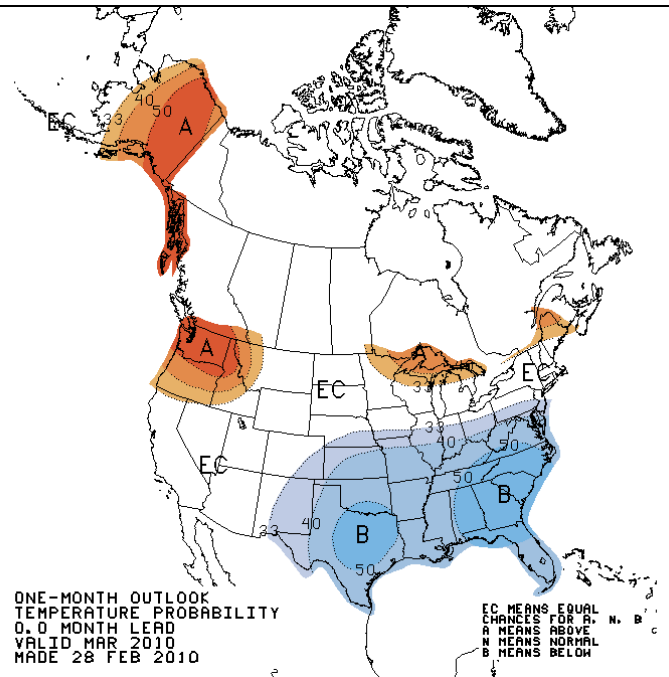 40
50
EC
33
A
A
A
33
EC
EC
33
40
50
EC
50
B
33
40
B
50
ONE-MONTH OUTLOOK
TEMPERATURE PROBABILITY
0.0 MONTH LEAD
VALID MAR 2010
MADE 28 FEB 2010
EC MEANS EQUAL
CHANCES FOR A, N, B
A MEANS ABOVE
N MEANS NORMAL
B MEANS BELOW